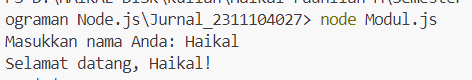 ograman Node.js\Jurnal_2311104027> node Modul.js
Masukkan nama Anda: Haikal
Selamat datang, Haikal!